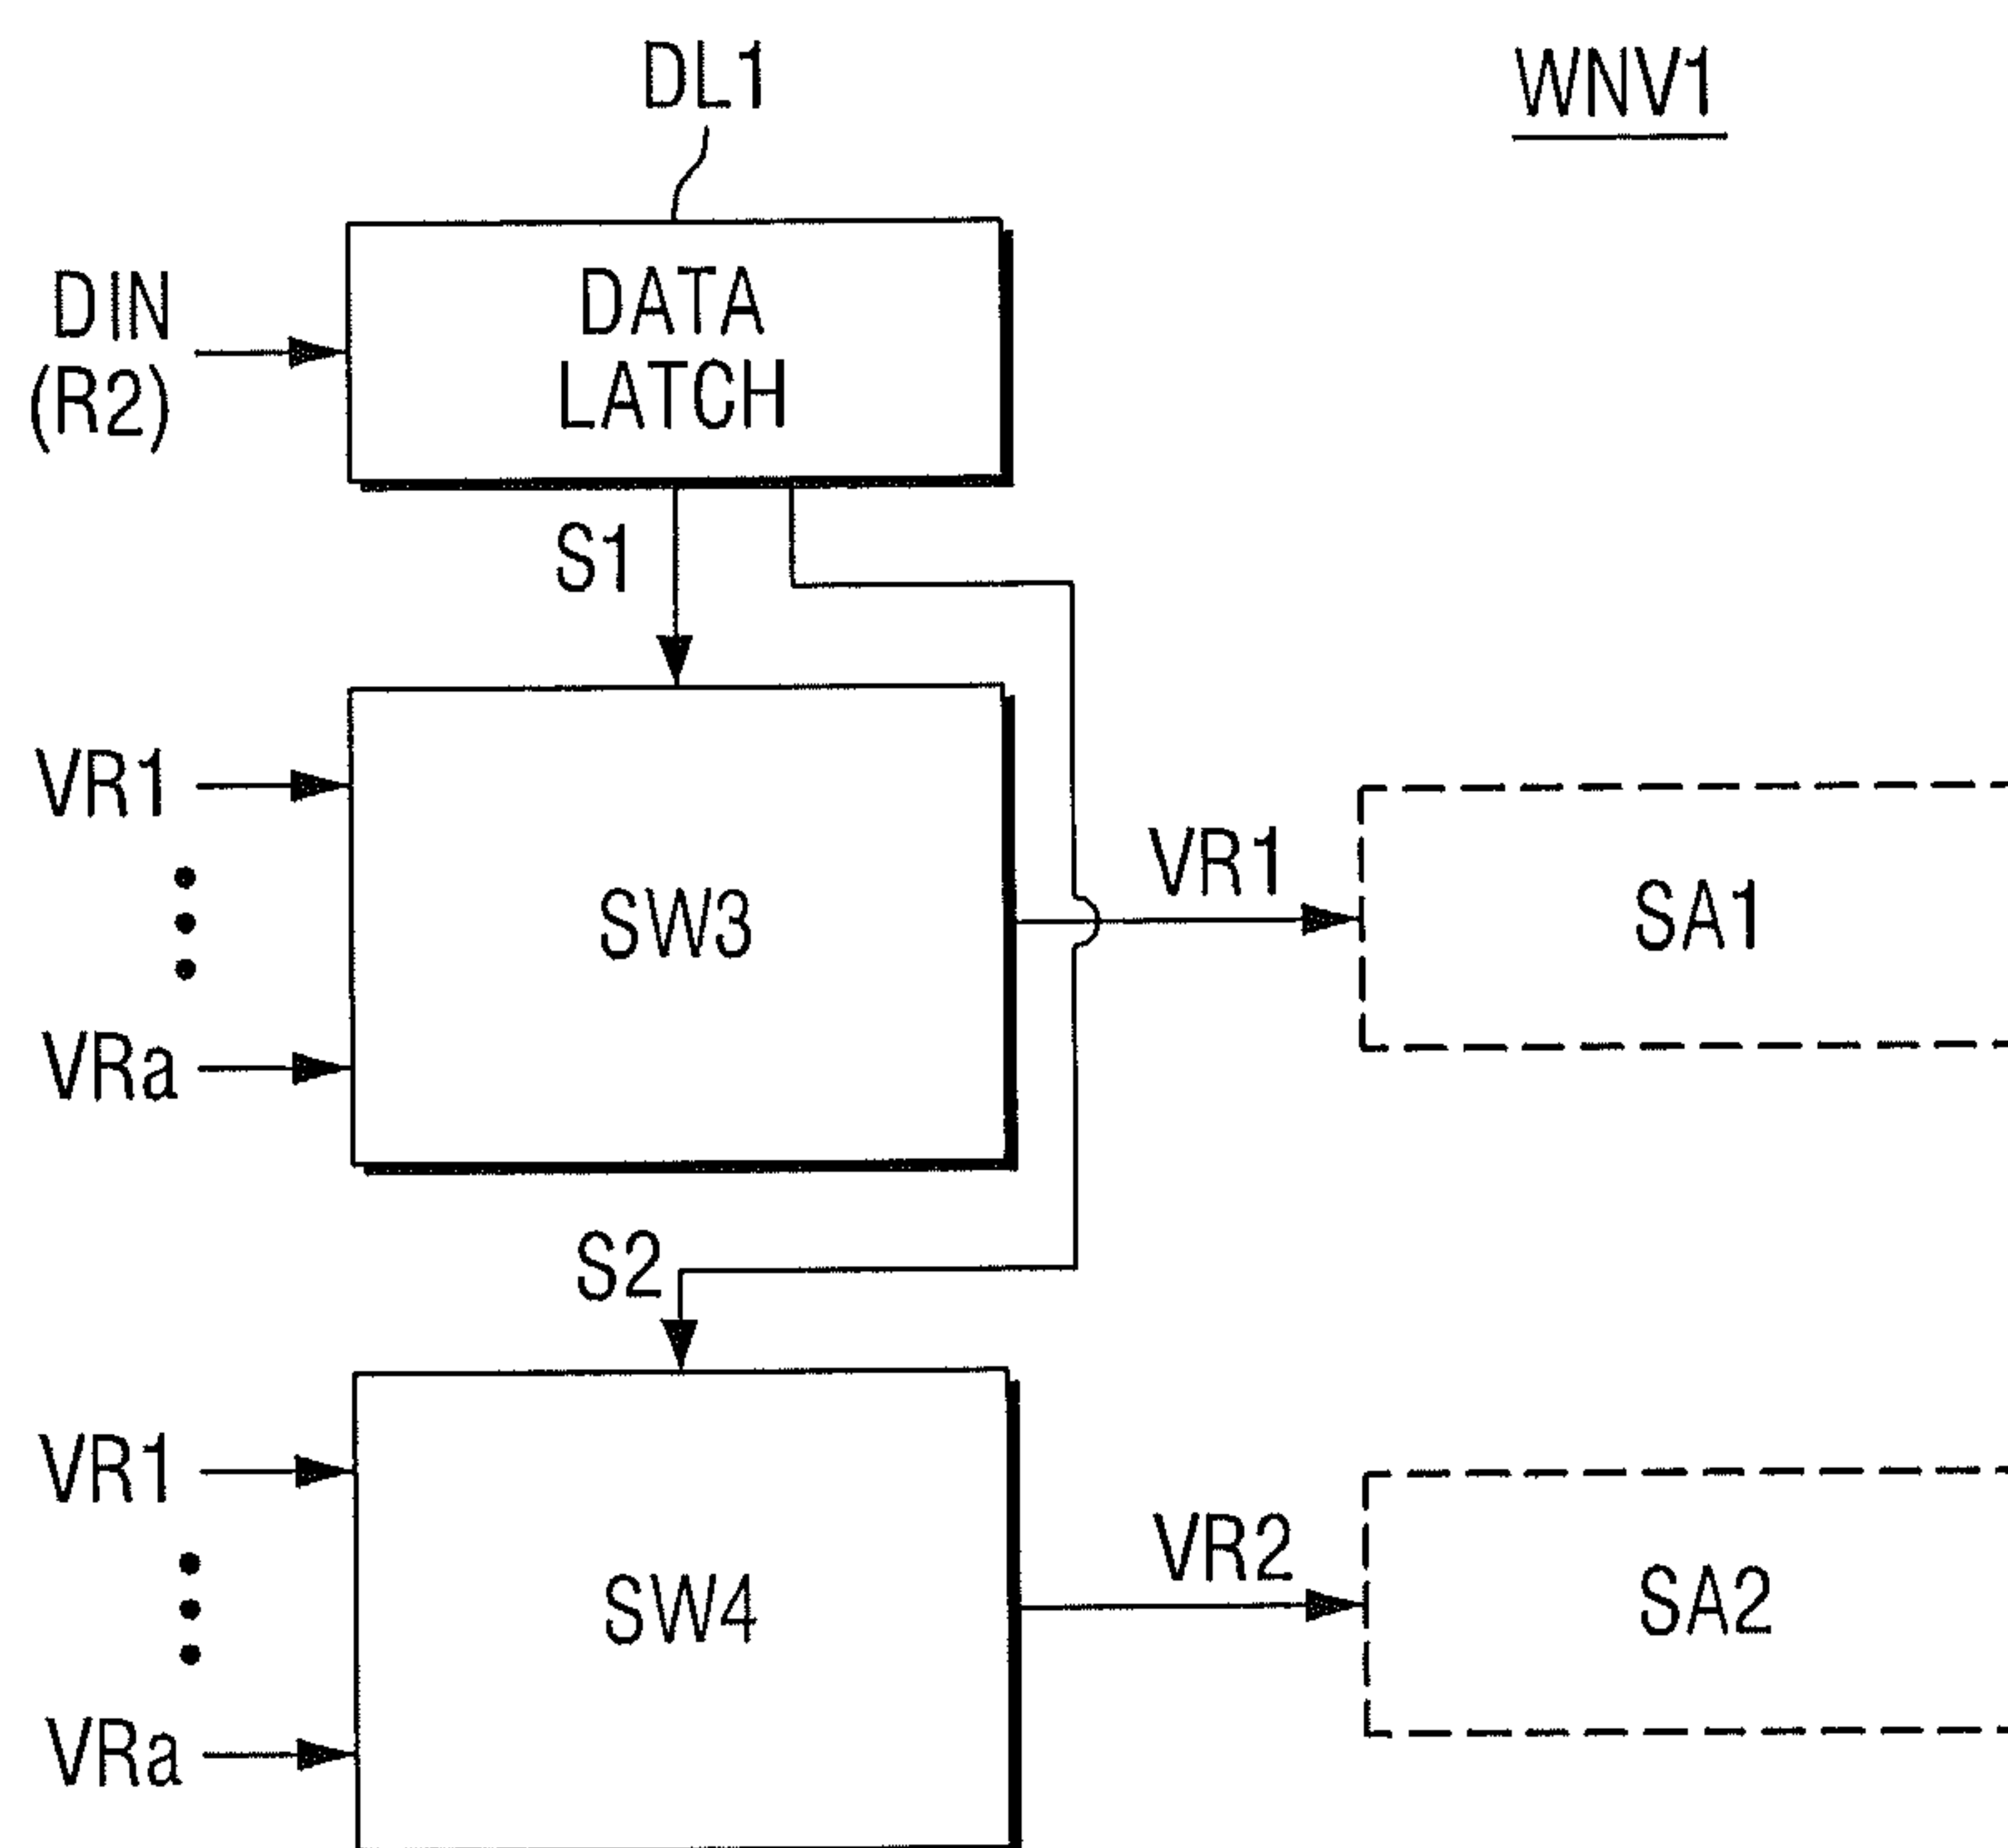 DL1
WNV1
DIN
(R2)
DATA
LATCH
S1
VR1
VRa
SW3
VR1
SA1
S2
VR1
VRa
SW4
VR2
SA2